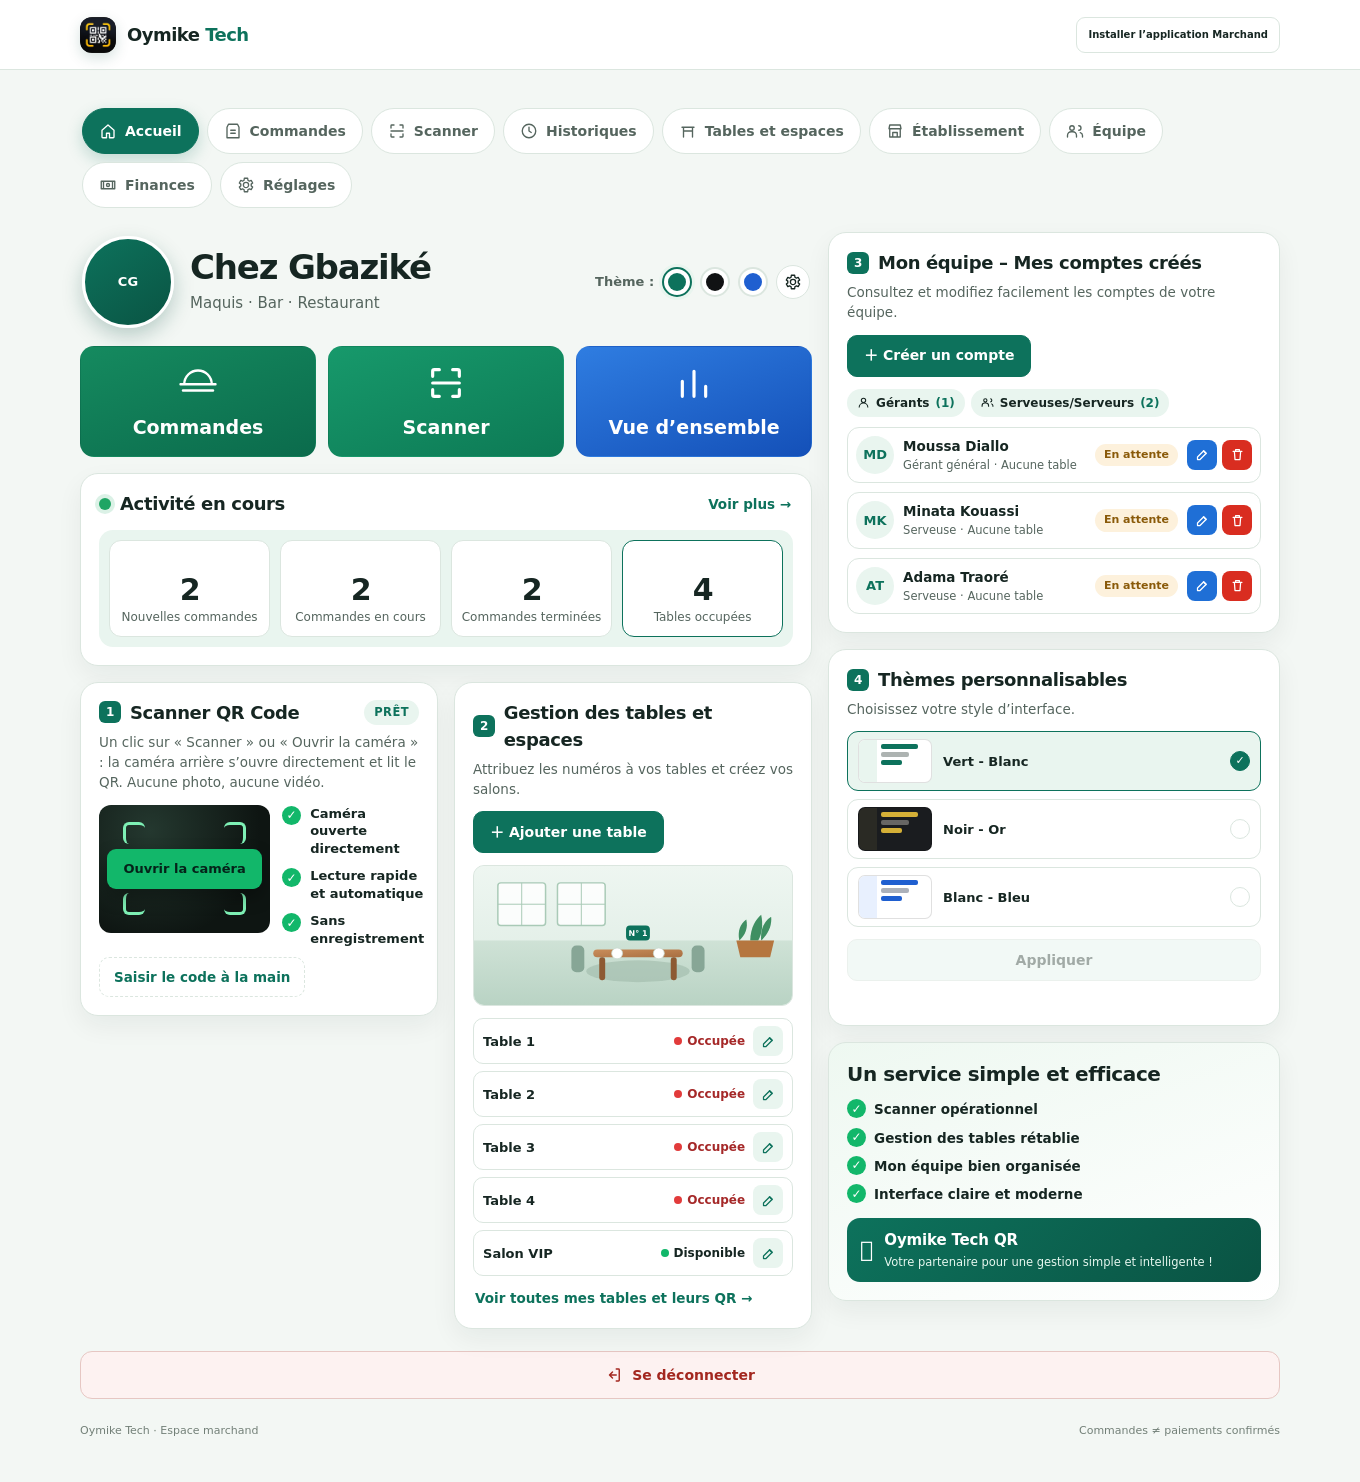 Oymike Tech
Installer l’application Marchand
Accueil
Commandes
Scanner
Historiques
Tables et espaces
Établissement
Équipe
Finances
Réglages
CG
Chez Gbaziké
Maquis · Bar · Restaurant
Thème :
Commandes
Scanner
Vue d’ensemble
Activité en cours
Voir plus →
2
Nouvelles commandes
2
Commandes en cours
2
Commandes terminées
4
Tables occupées
1 Scanner QR Code
PRÊT
Un clic sur « Scanner » ou « Ouvrir la caméra »
: la caméra arrière s’ouvre directement et lit le
QR. Aucune photo, aucune vidéo.
Ouvrir la caméra
✓ Caméra
ouverte
directement
✓ Lecture rapide
et automatique
✓ Sans
enregistrement
Saisir le code à la main
2 Gestion des tables et
espaces
Attribuez les numéros à vos tables et créez vos
salons.
+ Ajouter une table
N° 1
Table 1
Occupée
Table 2
Occupée
Table 3
Occupée
Table 4
Occupée
Salon VIP
Disponible
Voir toutes mes tables et leurs QR →
3 Mon équipe – Mes comptes créés
Consultez et modifiez facilement les comptes de votre
équipe.
+ Créer un compte
Gérants (1)
Serveuses/Serveurs (2)
MD
Moussa Diallo
Gérant général · Aucune table
En attente
MK
Minata Kouassi
Serveuse · Aucune table
En attente
AT
Adama Traoré
Serveuse · Aucune table
En attente
4 Thèmes personnalisables
Choisissez votre style d’interface.
Vert - Blanc
✓
Noir - Or
Blanc - Bleu
Appliquer
Un service simple et efficace
✓ Scanner opérationnel
✓ Gestion des tables rétablie
✓ Mon équipe bien organisée
✓ Interface claire et moderne
Oymike Tech QR
Votre partenaire pour une gestion simple et intelligente !
Se déconnecter
Oymike Tech · Espace marchand
Commandes ≠ paiements confirmés